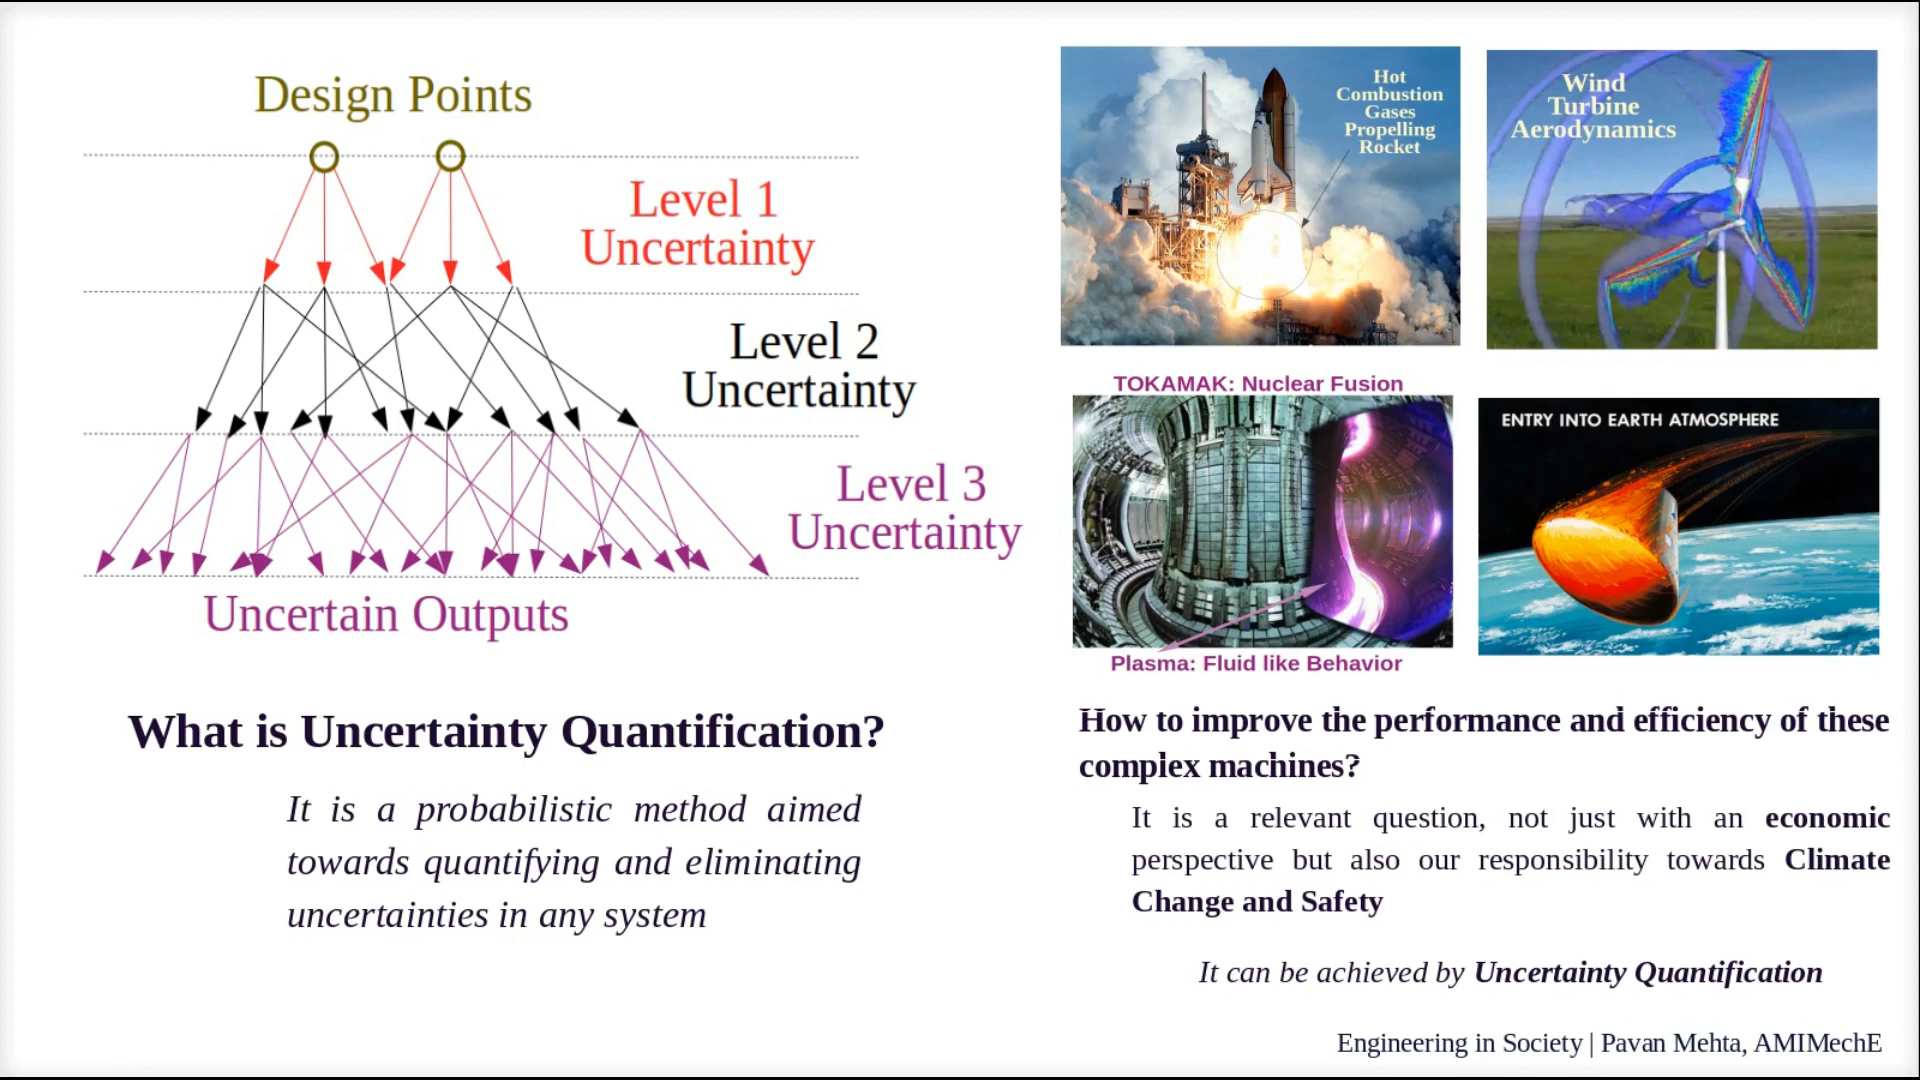 Design Points
Level 1
Uncertainty
Level 2
Uncertainty
Level 3
Uncertainty
Uncertain Outputs
What is Uncertainty Quantification?
It is a probabilistic method aimed
towards quantifying and eliminating
uncertainties in any system
Hot
Combustion
Gases
Propelling
Rocket
Wind
Turbine
Aerodynamics
TOKAMAK: Nuclear Fusion
Plasma: Fluid like Behavior
ENTRY INTO EARTH ATMOSPHERE
How to improve the performance and efficiency of these
complex machines?
It is a relevant question, not just with an economic
perspective but also our responsibility towards Climate
Change and Safety
It can be achieved by Uncertainty Quantification
Engineering in Society | Pavan Mehta, AMIMechE